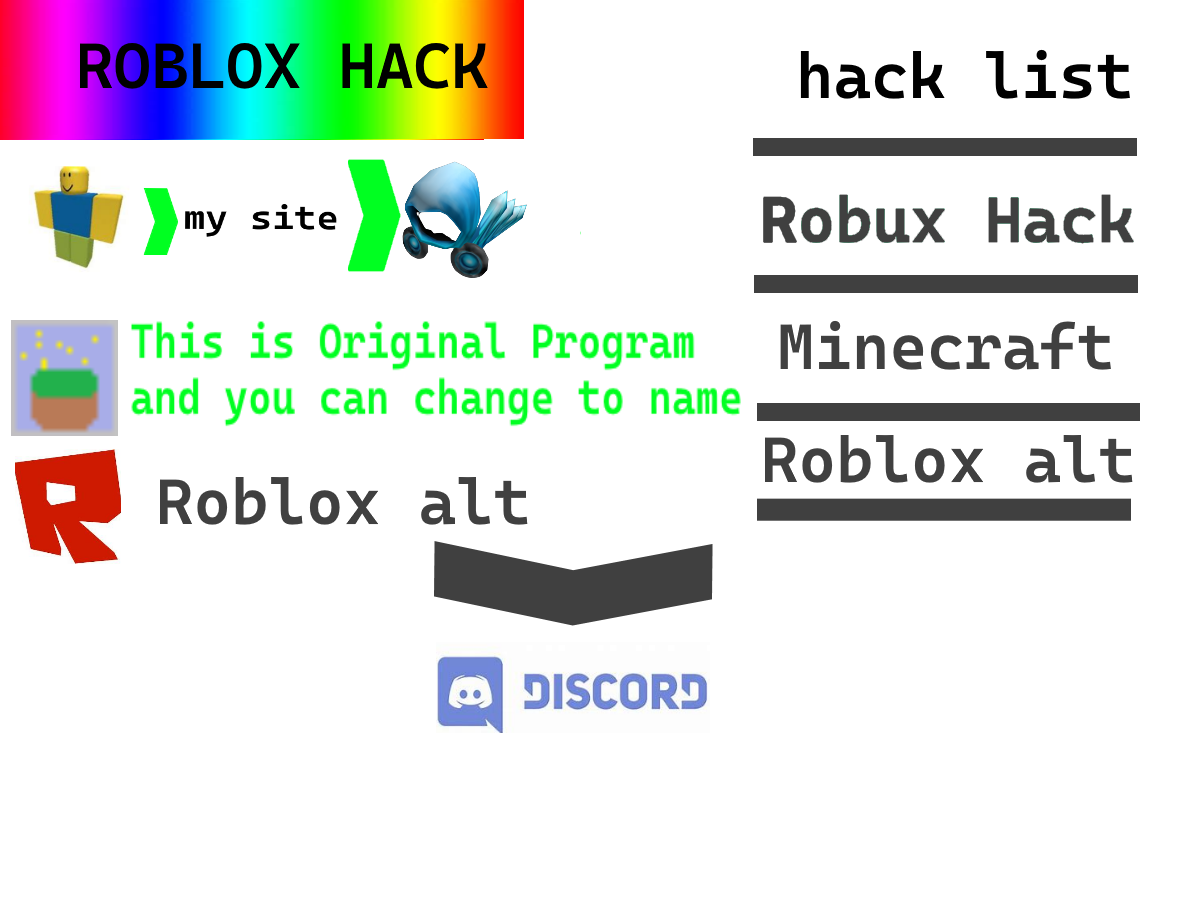 ROBLOX HACK
my site
This is Original Program
and you can change to name
Roblox alt
DISCORD
hack list
Robux Hack
Minecraft
Roblox alt